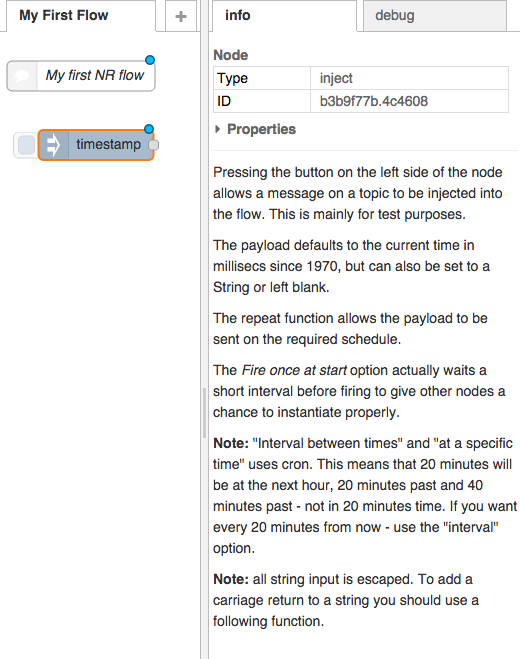 My First Flow
+
My first NR flow
timestamp
info
debug
Node
Type inject
ID b3b9f77b.4c4608
Properties
Pressing the button on the left side of the node
allows a message on a topic to be injected into
the flow. This is mainly for test purposes.
The payload defaults to the current time in
millisecs since 1970, but can also be set to a
String or left blank.
The repeat function allows the payload to be
sent on the required schedule.
The Fire once at start option actually waits a
short interval before firing to give other nodes a
chance to instantiate properly.
Note: "Interval between times" and "at a specific
time" uses cron. This means that 20 minutes will
be at the next hour, 20 minutes past and 40
minutes past - not in 20 minutes time. If you want
every 20 minutes from now - use the "interval"
option.
Note: all string input is escaped. To add a
carriage return to a string you should use a
following function.